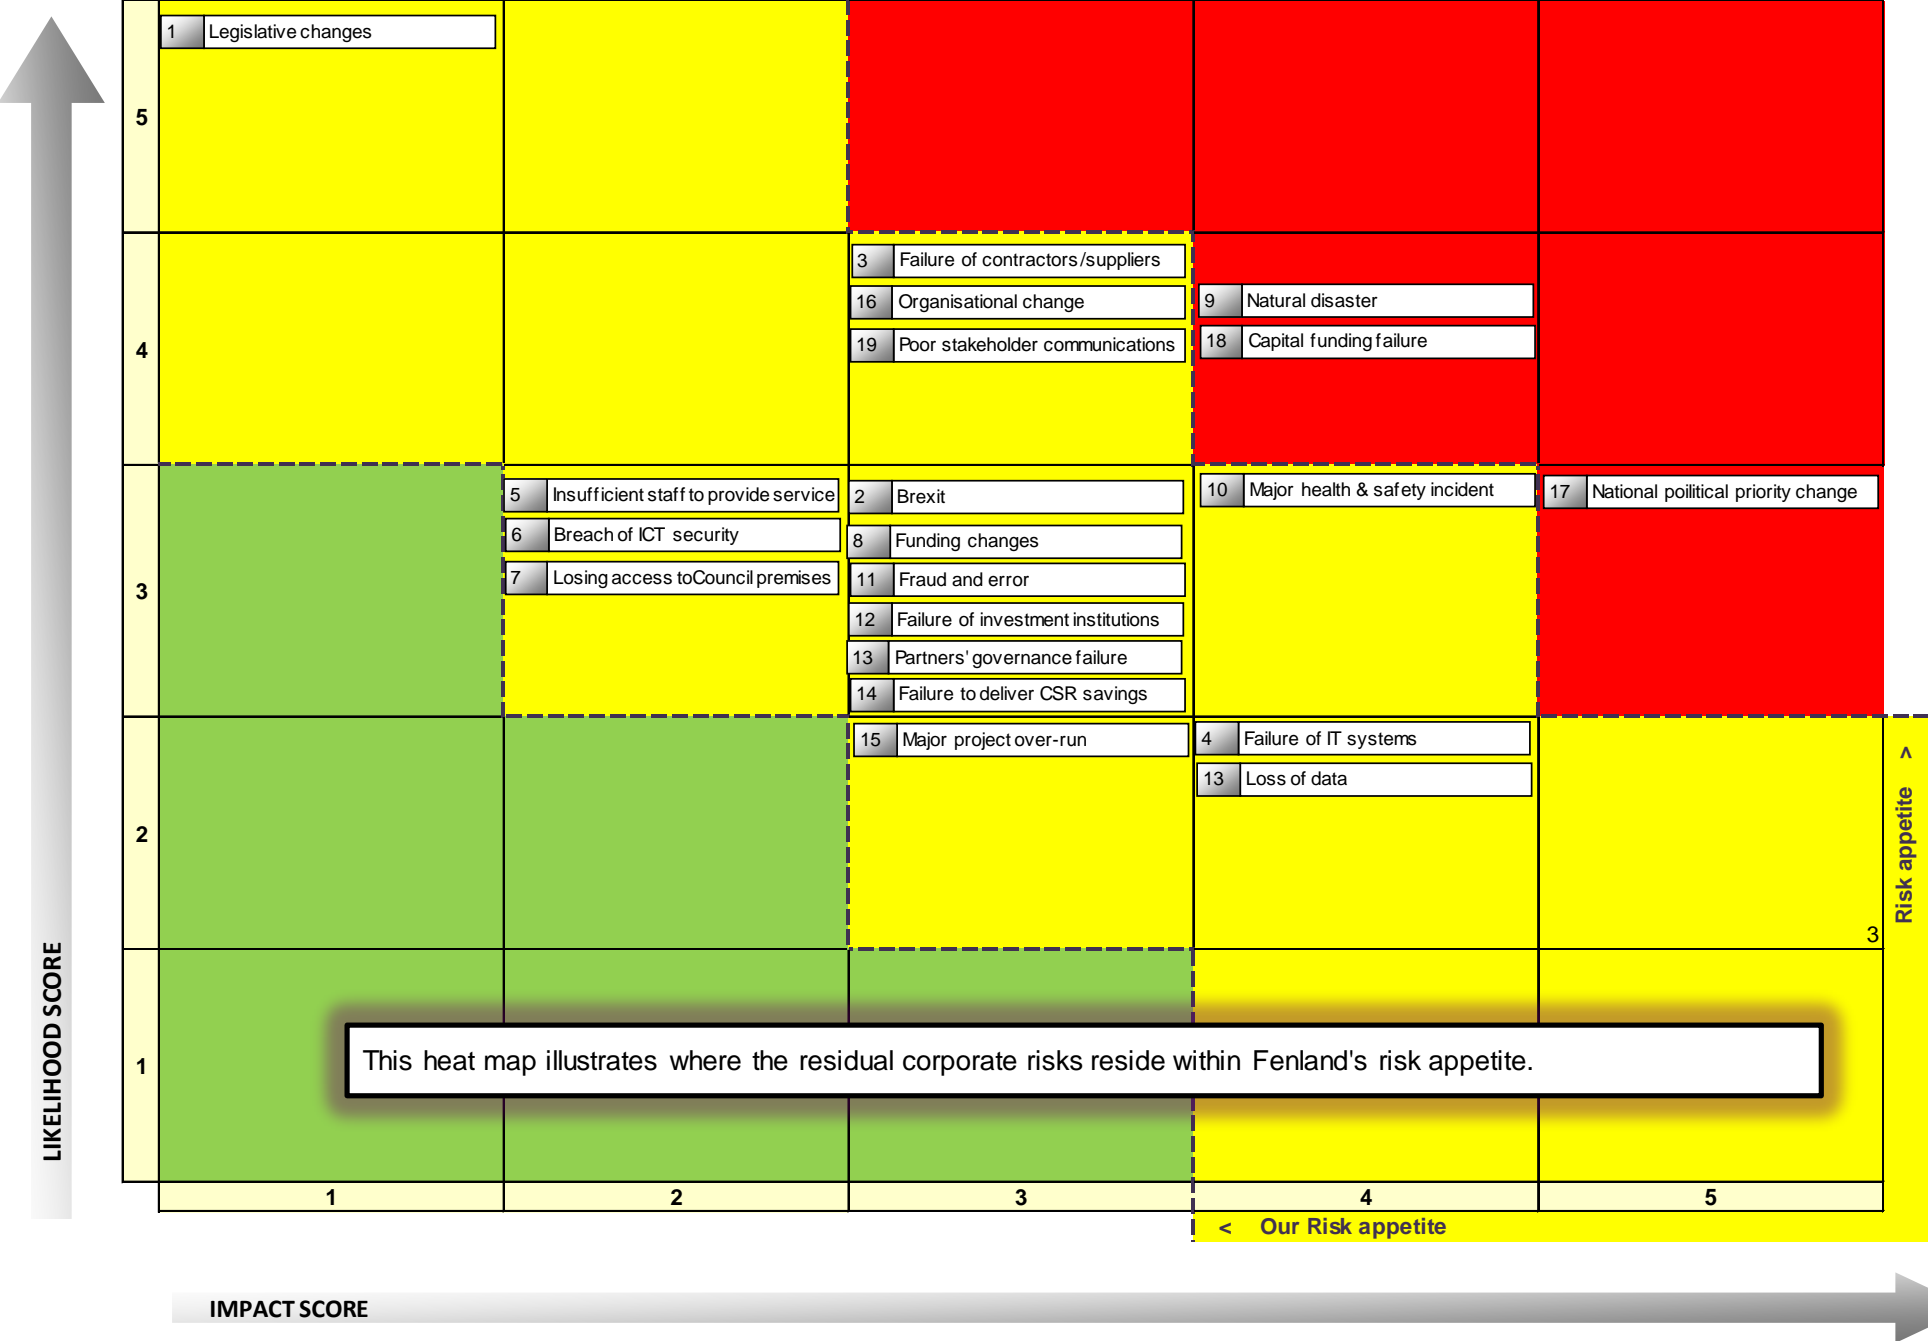 1 Legislative changes
5
3 Failure of contractors/suppliers
16 Organisational change
19 Poor stakeholder communications
9 Natural disaster
18 Capital funding failure
4
5 Insufficient staff to provide service
6 Breach of ICT security
7 Losing access toCouncil premises
2 Brexit
8 Funding changes
11 Fraud and error
12 Failure of investment institutions
13 Partners' governance failure
14 Failure to deliver CSR savings
10 Major health & safety incident
17 National poilitical priority change
3
15 Major project over-run
4 Failure of IT systems
13 Loss of data
2
3
Risk appetite >
LIKELIHOOD SCORE
1
This heat map illustrates where the residual corporate risks reside within Fenland's risk appetite.
1 2 3 4 5
< Our Risk appetite
IMPACT SCORE